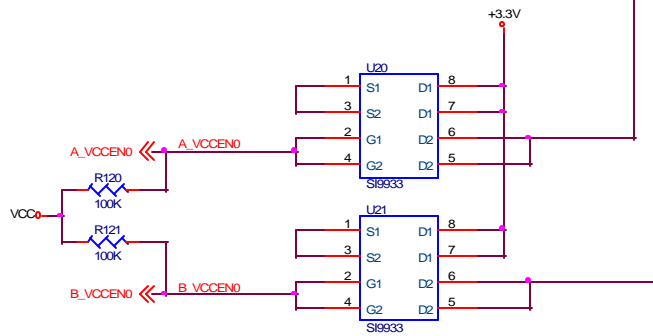 +3.3V
U20
1 S1 D1 8
3 S2 D1 7
2 G1 D2 6
4 G2 D2 5
SI9933
A_VCCEN0 A_VCCEN0
R120
100K
VCC
R121
100K
U21
1 S1 D1 8
3 S2 D1 7
2 G1 D2 6
4 G2 D2 5
SI9933
B_VCCEN0 B_VCCEN0